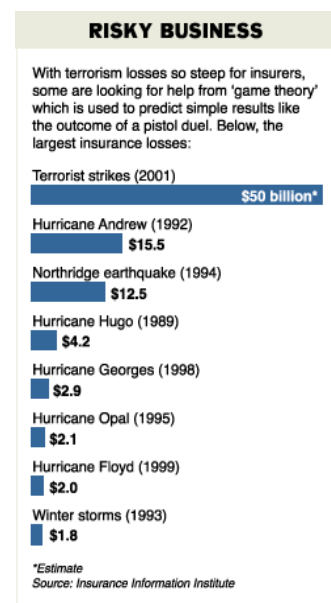 RISKY BUSINESS
With terrorism losses so steep for insurers,
some are looking for help from 'game theory'
which is used to predict simple results like
the outcome of a pistol duel. Below, the
largest insurance losses:
Terrorist strikes (2001)
$50 billion*
Hurricane Andrew (1992)
$15.5
Northridge earthquake (1994)
$12.5
Hurricane Hugo (1989)
$4.2
Hurricane Georges (1998)
$2.9
Hurricane Opal (1995)
$2.1
Hurricane Floyd (1999)
$2.0
Winter storms (1993)
$1.8
*Estimate
Source: Insurance Information Institute